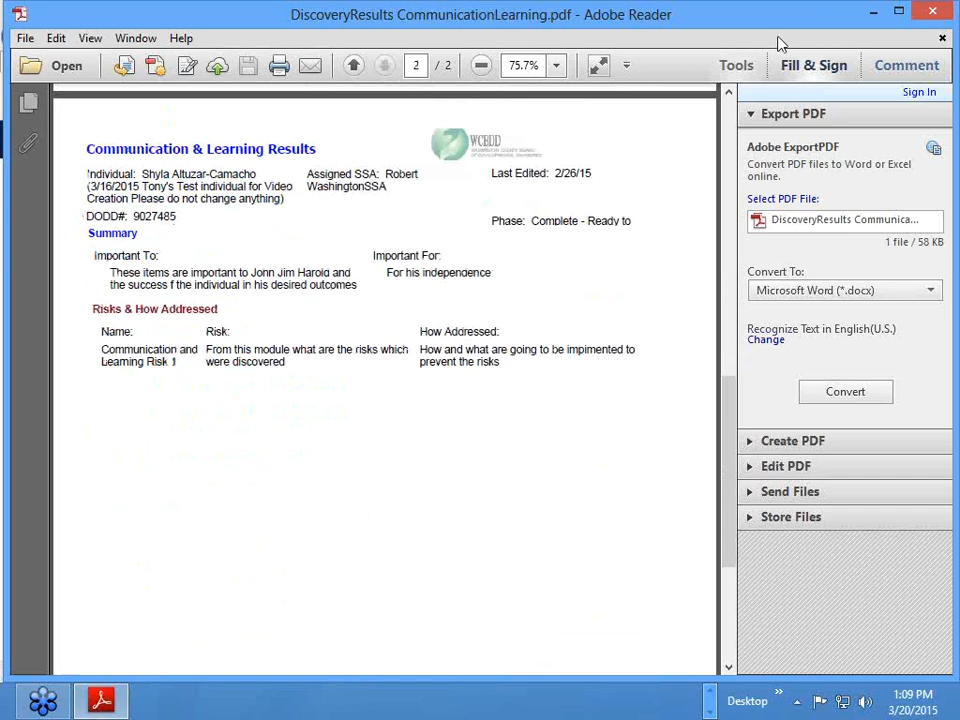 DiscoveryResults CommunicationLearning.pdf - Adobe Reader
File Edit View Window Help
Open 2 / 2 75.7% Tools Fill & Sign Comment
Sign In
Export PDF
Adobe ExportPDF
Convert PDF files to Word or Excel
online.
Select PDF File:
DiscoveryResults Communica...
1 file / 58 KB
Convert To:
Microsoft Word (*.docx)
Recognize Text in English(U.S.)
Change
Convert
Create PDF
Edit PDF
Send Files
Store Files
WCBDD
Communication & Learning Results
Individual: Shyla Altuzar-Camacho Assigned SSA: Robert Last Edited: 2/26/15
(3/16/2015 Tony's Test individual for Video WashingtonSSA
Creation Please do not change anything)
DODD#: 9027485 Phase: Complete - Ready to
Summary
Important To: Important For:
These items are important to John Jim Harold and For his independence
the success f the individual in his desired outcomes
Risks & How Addressed
Name: Risk: How Addressed:
Communication and From this module what are the risks which How and what are going to be impimented to
Learning Risk 1 were discovered prevent the risks
Desktop
1:09 PM
3/20/2015